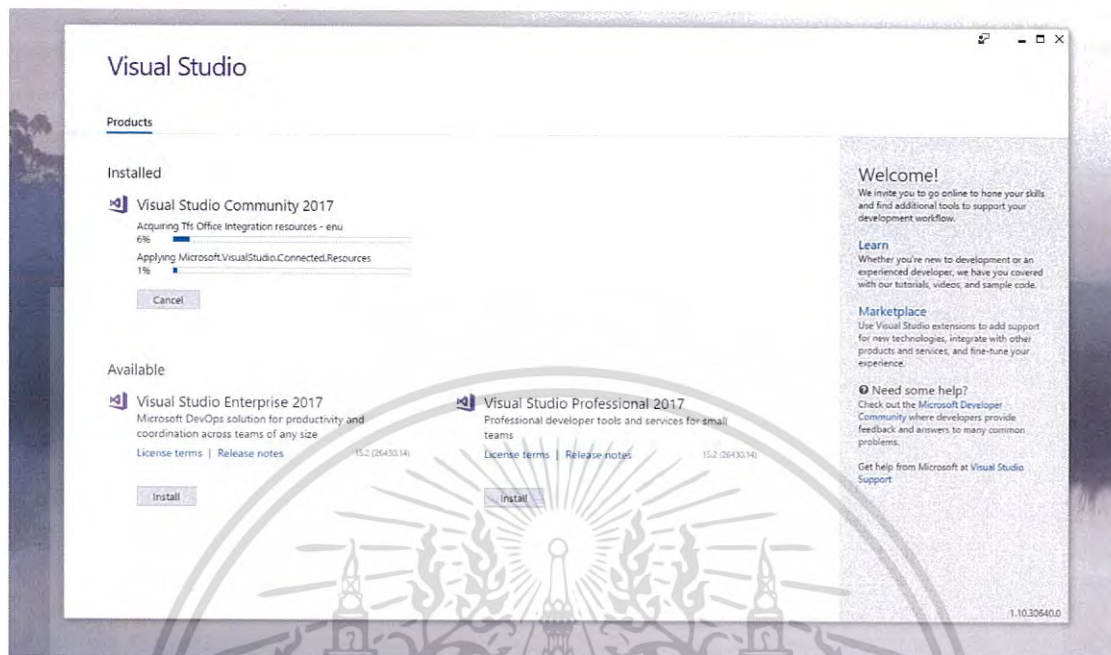 Visual Studio
Products
Installed
Visual Studio Community 2017
Acquiring Tfs Office Integration resources - enu
6%
Applying Microsoft.VisualStudio.Connected.Resources
1%
Cancel
Available
Visual Studio Enterprise 2017
Microsoft DevOps solution for productivity and
coordination across teams of any size
License terms | Release notes
15.2 (26430.14)
Install
Visual Studio Professional 2017
Professional developer tools and services for small
teams
License terms | Release notes
15.2 (26430.14)
Install
Welcome!
We invite you to go online to hone your skills
and find additional tools to support your
development workflow.
Learn
Whether you're new to development or an
experienced developer, we have you covered
with our tutorials, videos, and sample code.
Marketplace
Use Visual Studio extensions to add support
for new technologies, integrate with other
products and services, and fine-tune your
experience.
Need some help?
Check out the Microsoft Developer
Community where developers provide
feedback and answers to many common
problems.
Get help from Microsoft at Visual Studio
Support
1.10.30640.0